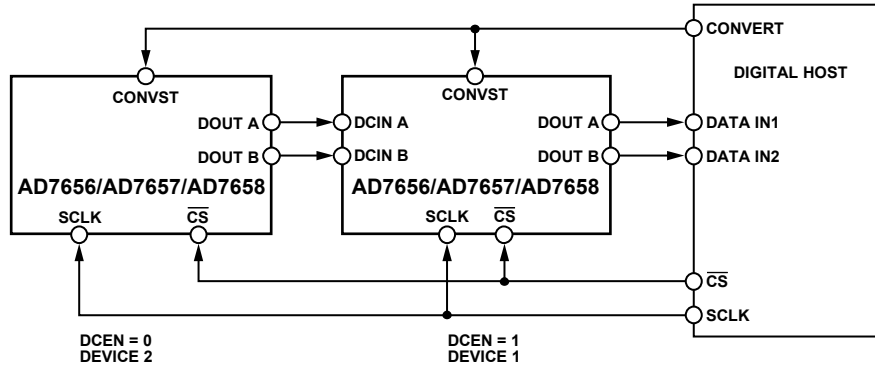 CONVERT
DIGITAL HOST
CONVST
CONVST
DOUT A
DCIN A
DOUT A
DATA IN1
DOUT B
DCIN B
DOUT B
DATA IN2
AD7656/AD7657/AD7658
AD7656/AD7657/AD7658
SCLK
CS
SCLK
CS
CS
SCLK
DCEN = 0
DEVICE 2
DCEN = 1
DEVICE 1